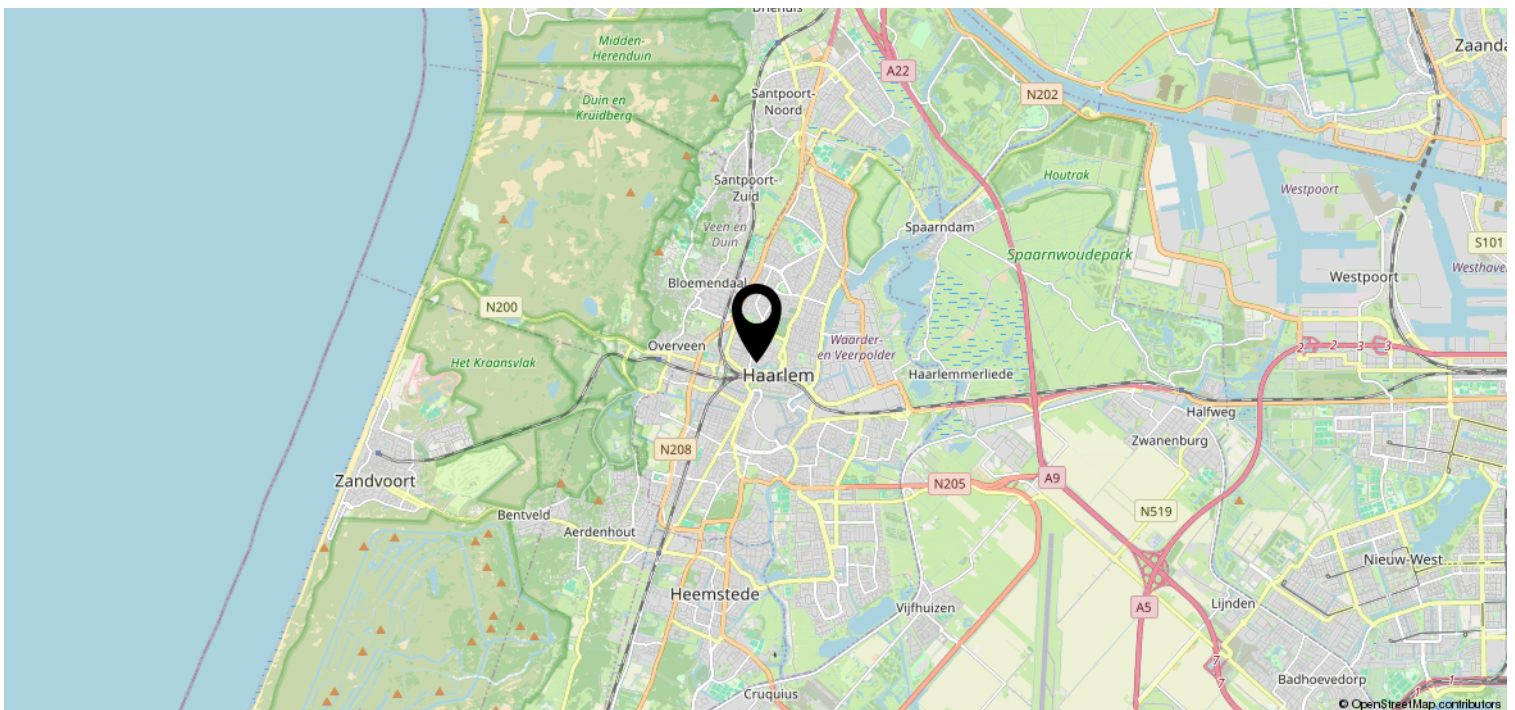 Driehuis
Midden-
Herenduin
Zaanda
A22
Duin en
Kruidberg
Santpoort-
Noord
N202
Santpoort-
Zuid
Houtrak
Westpoort
Veen en
Duin
Spaarndam
S101
Spaarnwoudepark
Westhave
Bloemendaal
Westpoort
N200
Overveen
Waarder-
en Veerpolder
2
2
3
3
Het Kraansvlak
Haarlem
Haarlemmerliede
Halfweg
N208
Zwanenburg
Zandvoort
N205
A9
Bentveld
N519
Aerdenhout
Nieuw-West
Heemstede
Vijfhuizen
A5
Lijnden
7
7
Badhoevedorp
Cruquius
1
1
© OpenStreetMap contributors